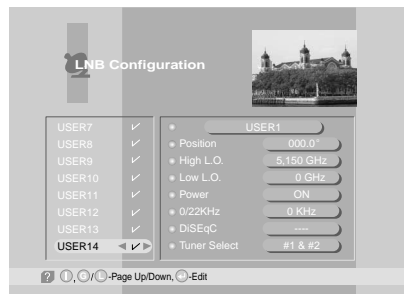 LNB Configuration
USER7 ✓
USER8 ✓
USER9 ✓
USER10 ✓
USER11 ✓
USER12 ✓
USER13 ✓
USER14 ◀ ✓ ▶
USER1
Position 000.0°
High L.O. 5,150 GHz
Low L.O. 0 GHz
Power ON
0/22KHz 0 KHz
DiSEqC ----
Tuner Select #1 & #2
? I, G / L -Page Up/Down, -Edit